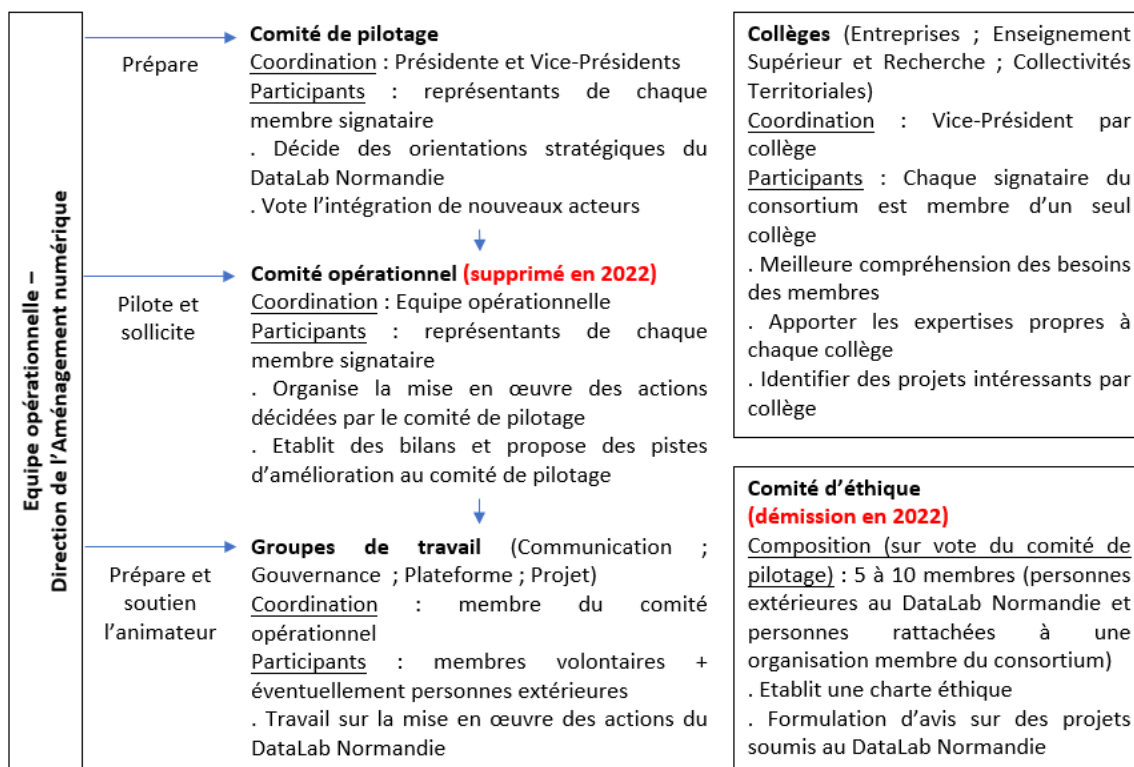 Equipe opérationnelle –
Direction de l'Aménagement numérique
Prépare
Comité de pilotage
Coordination : Présidente et Vice-Présidents
Participants : représentants de chaque
membre signataire
. Décide des orientations stratégiques du
DataLab Normandie
. Vote l'intégration de nouveaux acteurs
Pilote et
sollicite
Comité opérationnel (supprimé en 2022)
Coordination : Equipe opérationnelle
Participants : représentants de chaque
membre signataire
. Organise la mise en œuvre des actions
décidées par le comité de pilotage
. Etablit des bilans et propose des pistes
d'amélioration au comité de pilotage
Prépare et
soutien
l'animateur
Groupes de travail (Communication ;
Gouvernance ; Plateforme ; Projet)
Coordination : membre du comité
opérationnel
Participants : membres volontaires +
éventuellement personnes extérieures
. Travail sur la mise en œuvre des actions du
DataLab Normandie
Collèges (Entreprises ; Enseignement
Supérieur et Recherche ; Collectivités
Territoriales)
Coordination : Vice-Président par
collège
Participants : Chaque signataire du
consortium est membre d'un seul
collège
. Meilleure compréhension des besoins
des membres
. Apporter les expertises propres à
chaque collège
. Identifier des projets intéressants par
collège
Comité d'éthique
(démission en 2022)
Composition (sur vote du comité de
pilotage) : 5 à 10 membres (personnes
extérieures au DataLab Normandie et
personnes rattachées à une
organisation membre du consortium)
. Etablit une charte éthique
. Formulation d'avis sur des projets
soumis au DataLab Normandie